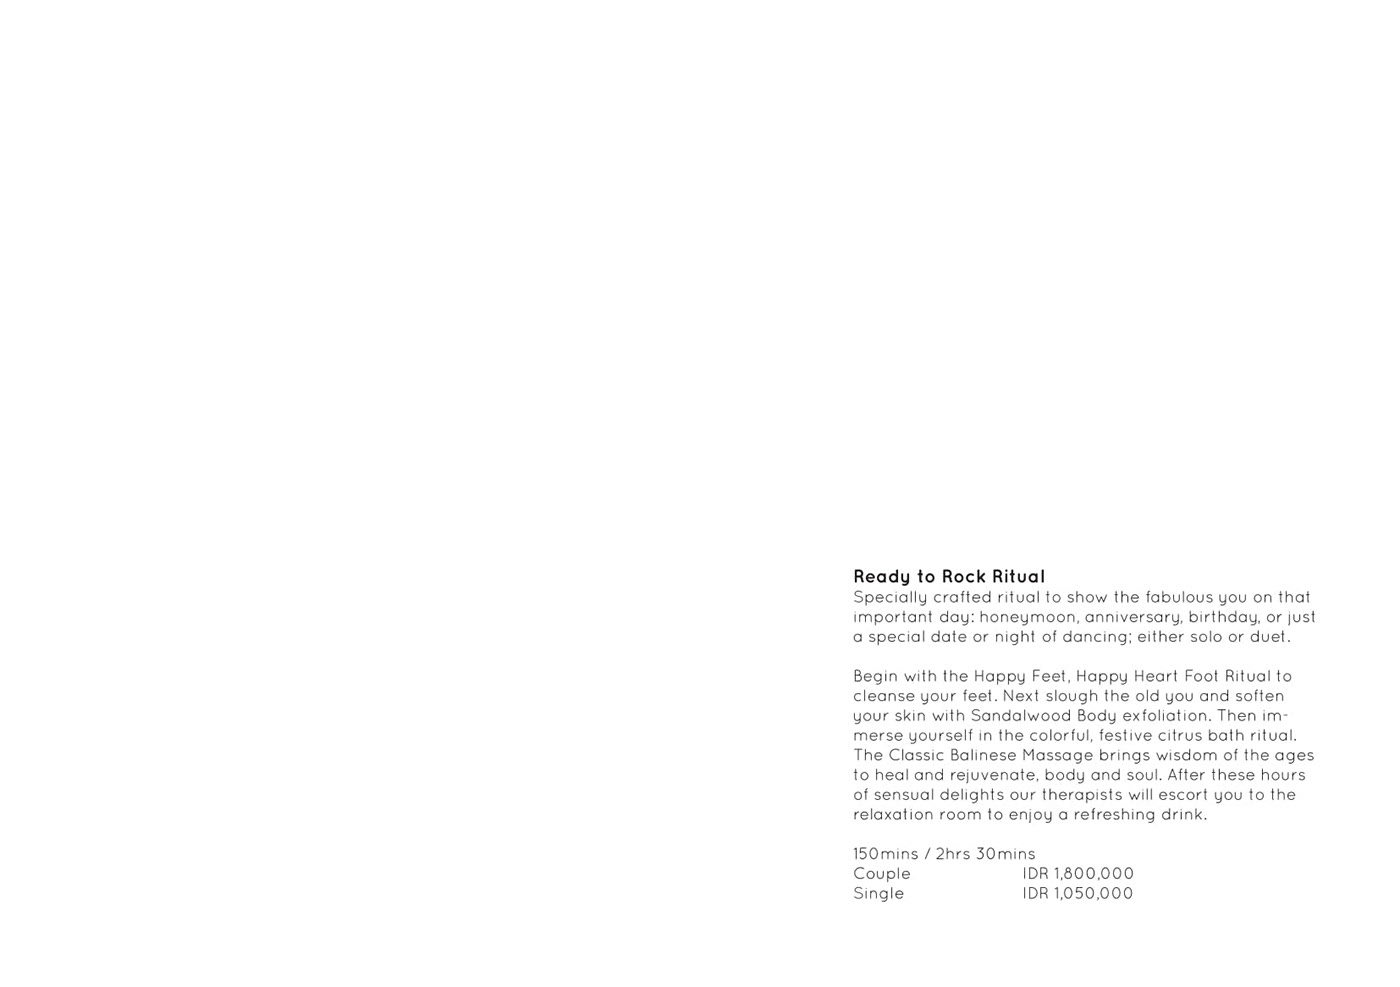 Ready to Rock Ritual
Specially crafted ritual to show the fabulous you on that
important day: honeymoon, anniversary, birthday, or just
a special date or night of dancing; either solo or duet.
Begin with the Happy Feet, Happy Heart Foot Ritual to
cleanse your feet. Next slough the old you and soften
your skin with Sandalwood Body exfoliation. Then im-
merse yourself in the colorful, festive citrus bath ritual.
The Classic Balinese Massage brings wisdom of the ages
to heal and rejuvenate, body and soul. After these hours
of sensual delights our therapists will escort you to the
relaxation room to enjoy a refreshing drink.
150mins / 2hrs 30mins
Couple IDR 1,800,000
Single IDR 1,050,000